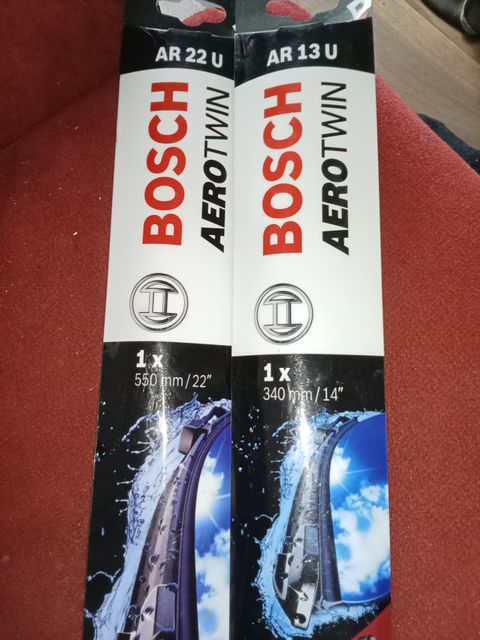 AR 22 U
BOSCH
AEROTWIN
1 x
550 mm/22"
AR 13 U
BOSCH
AEROTWIN
1 x
340 mm/14"